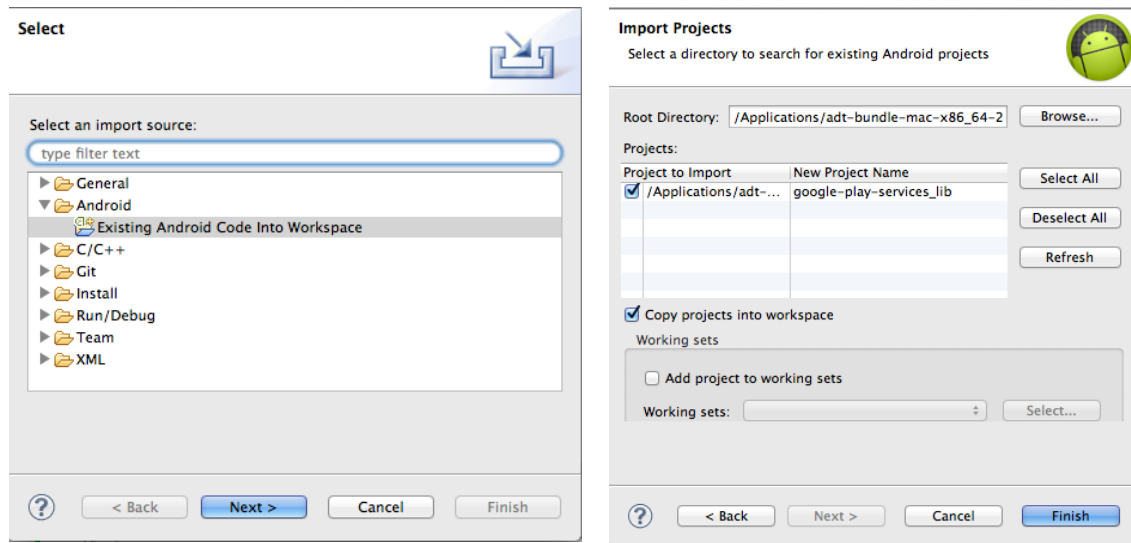 Select
Select an import source:
type filter text
General
Android
Existing Android Code Into Workspace
C/C++
Git
Install
Run/Debug
Team
XML
? < Back Next > Cancel Finish
Import Projects
Select a directory to search for existing Android projects
Root Directory: /Applications/adt-bundle-mac-x86_64-2 Browse...
Projects:
Project to Import New Project Name Select All
/Applications/adt-... google-play-services_lib
Deselect All
Refresh
Copy projects into workspace
Working sets
Add project to working sets
Working sets: Select...
? < Back Next > Cancel Finish